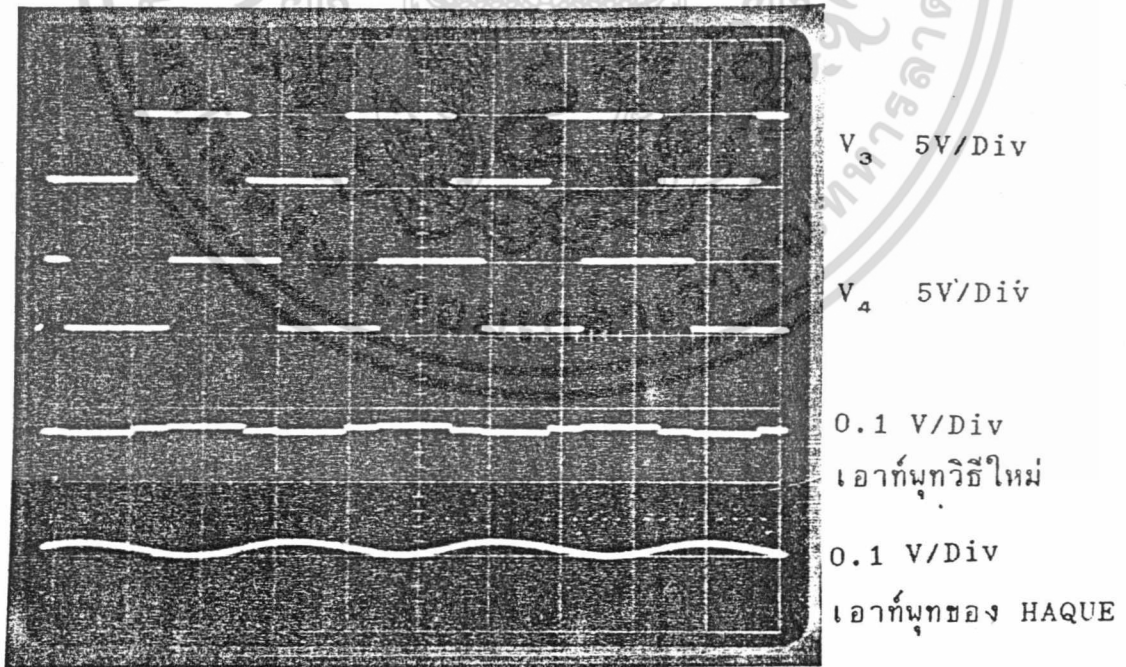 V₃ 5V/Div
V₄ 5V/Div
0.1 V/Div
เอาท์พุทวิธีใหม่
0.1 V/Div
เอาท์พุทของ HAQUE